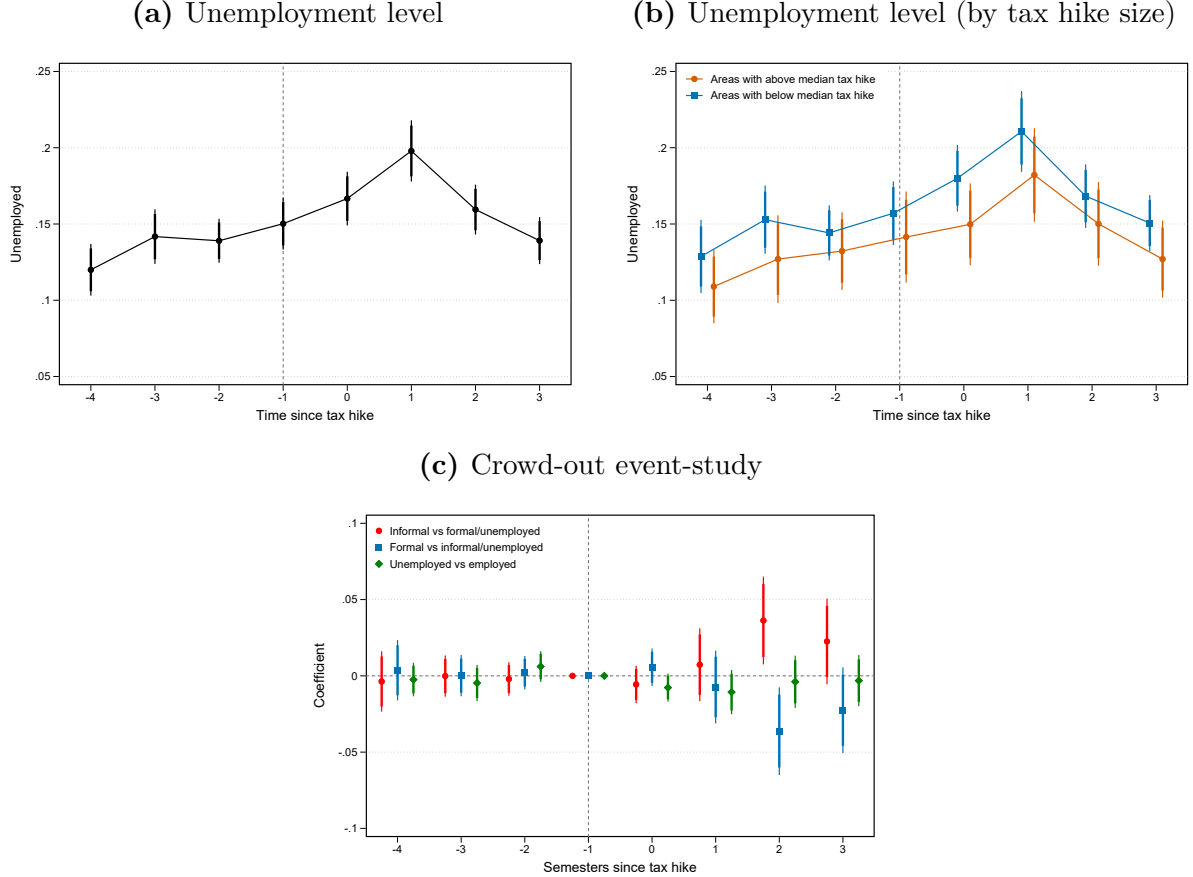 (a) Unemployment level
.25
.2
.15
.1
.05
Unemployed
-4 -3 -2 -1 0 1 2 3
Time since tax hike
(b) Unemployment level (by tax hike size)
Areas with above median tax hike
Areas with below median tax hike
.25
.2
.15
.1
.05
Unemployed
-4 -3 -2 -1 0 1 2 3
Time since tax hike
(c) Crowd-out event-study
Informal vs formal/unemployed
Formal vs informal/unemployed
Unemployed vs employed
.1
.05
0
-.05
-.1
Coefficient
-4 -3 -2 -1 0 1 2 3
Semesters since tax hike